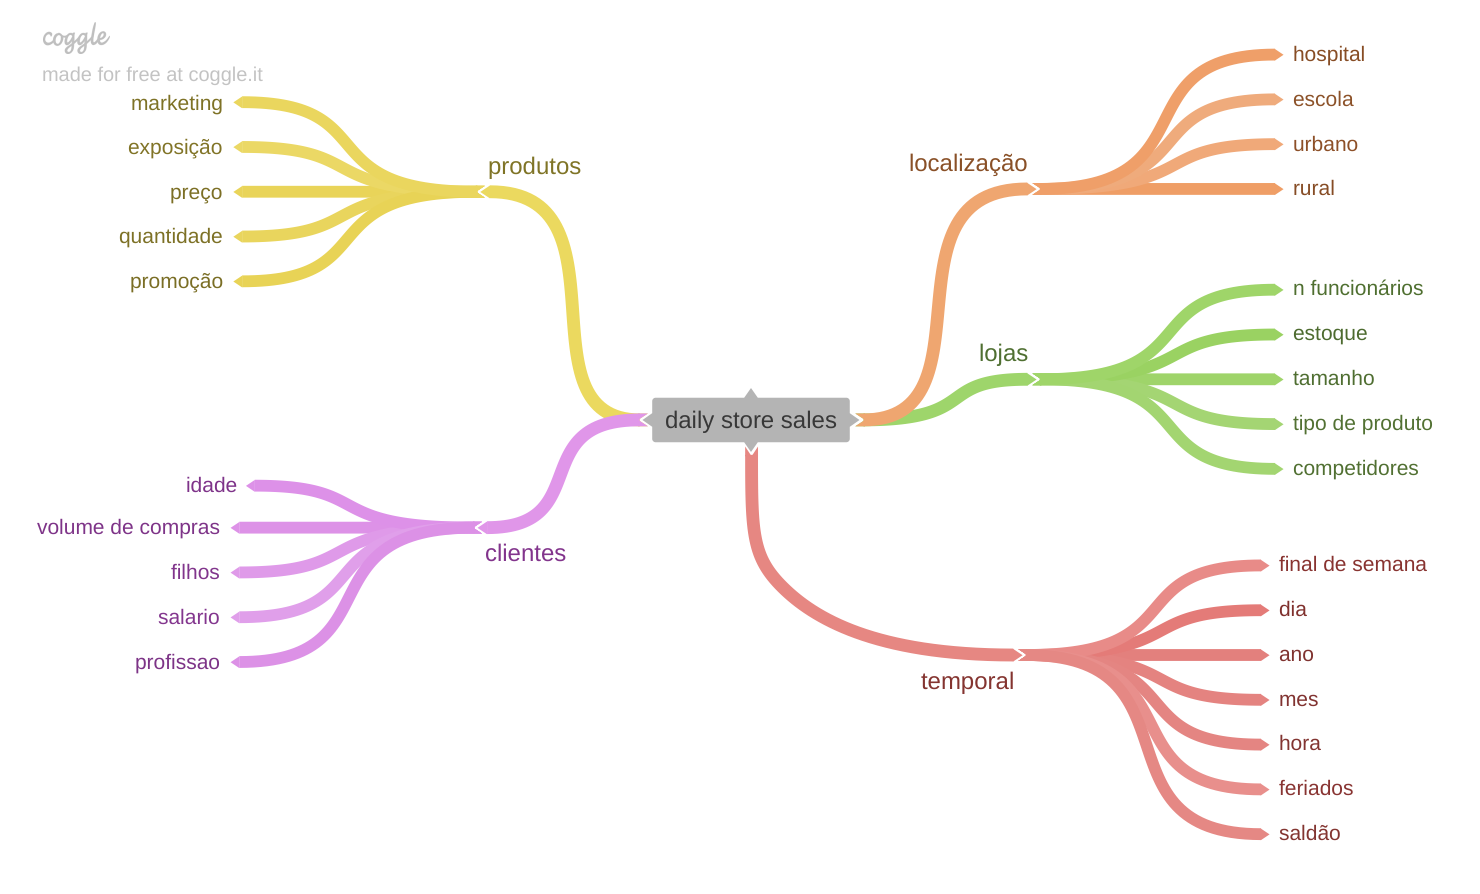 coggle
made for free at coggle.it
produtos
marketing
exposição
preço
quantidade
promoção
clientes
idade
volume de compras
filhos
salario
profissao
daily store sales
localização
hospital
escola
urbano
rural
lojas
n funcionários
estoque
tamanho
tipo de produto
competidores
temporal
final de semana
dia
ano
mes
hora
feriados
saldão